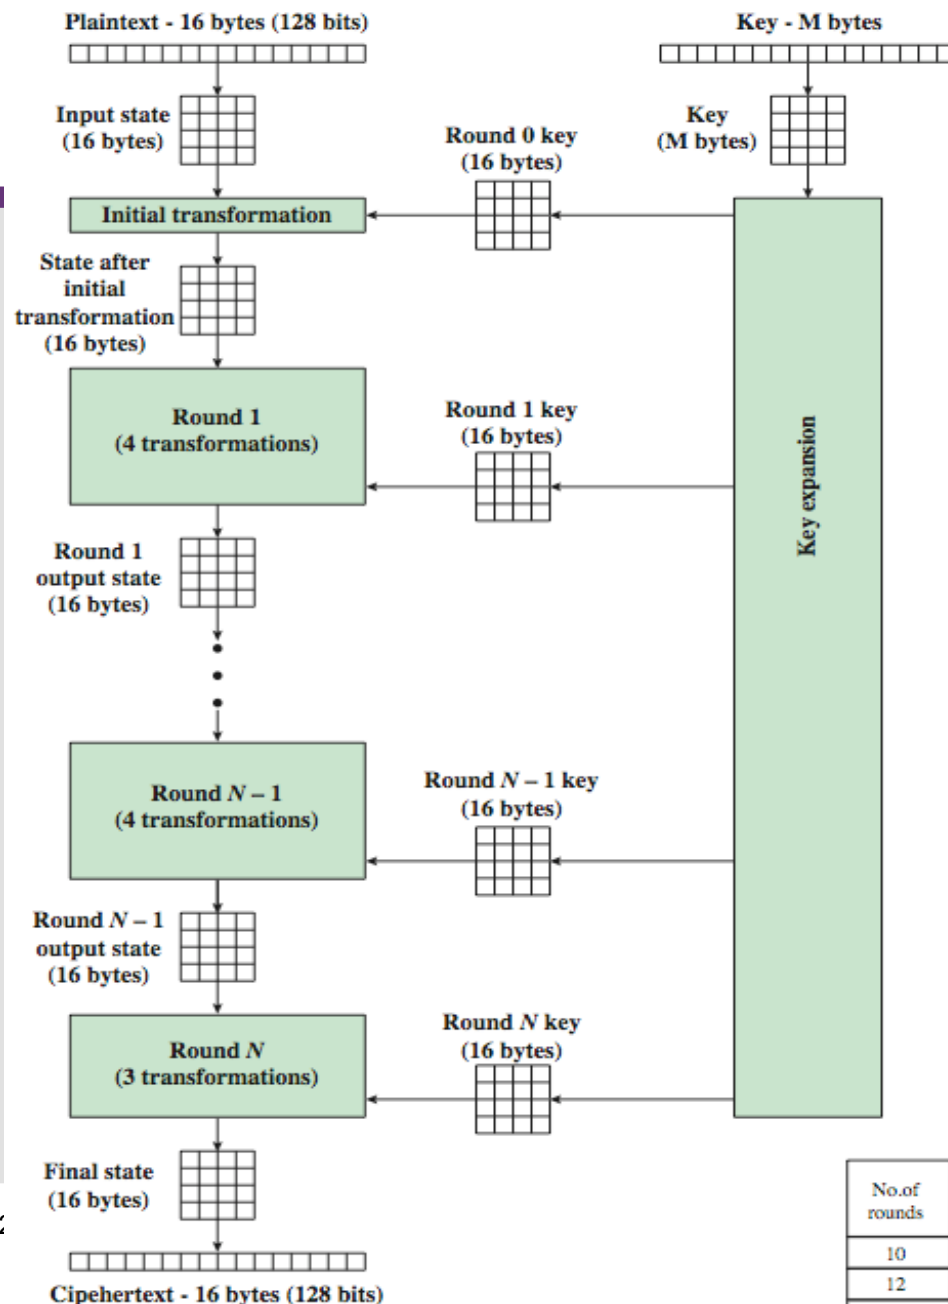 Plaintext - 16 bytes (128 bits)
Key - M bytes
Input state
(16 bytes)
Key
(M bytes)
Round 0 key
(16 bytes)
Initial transformation
State after
initial
transformation
(16 bytes)
Round 1
(4 transformations)
Round 1 key
(16 bytes)
Key expansion
Round 1
output state
(16 bytes)
Round N – 1
(4 transformations)
Round N – 1 key
(16 bytes)
Round N – 1
output state
(16 bytes)
Round N
(3 transformations)
Round N key
(16 bytes)
Final state
(16 bytes)
No.of
rounds
10
12
Cipehertext - 16 bytes (128 bits)